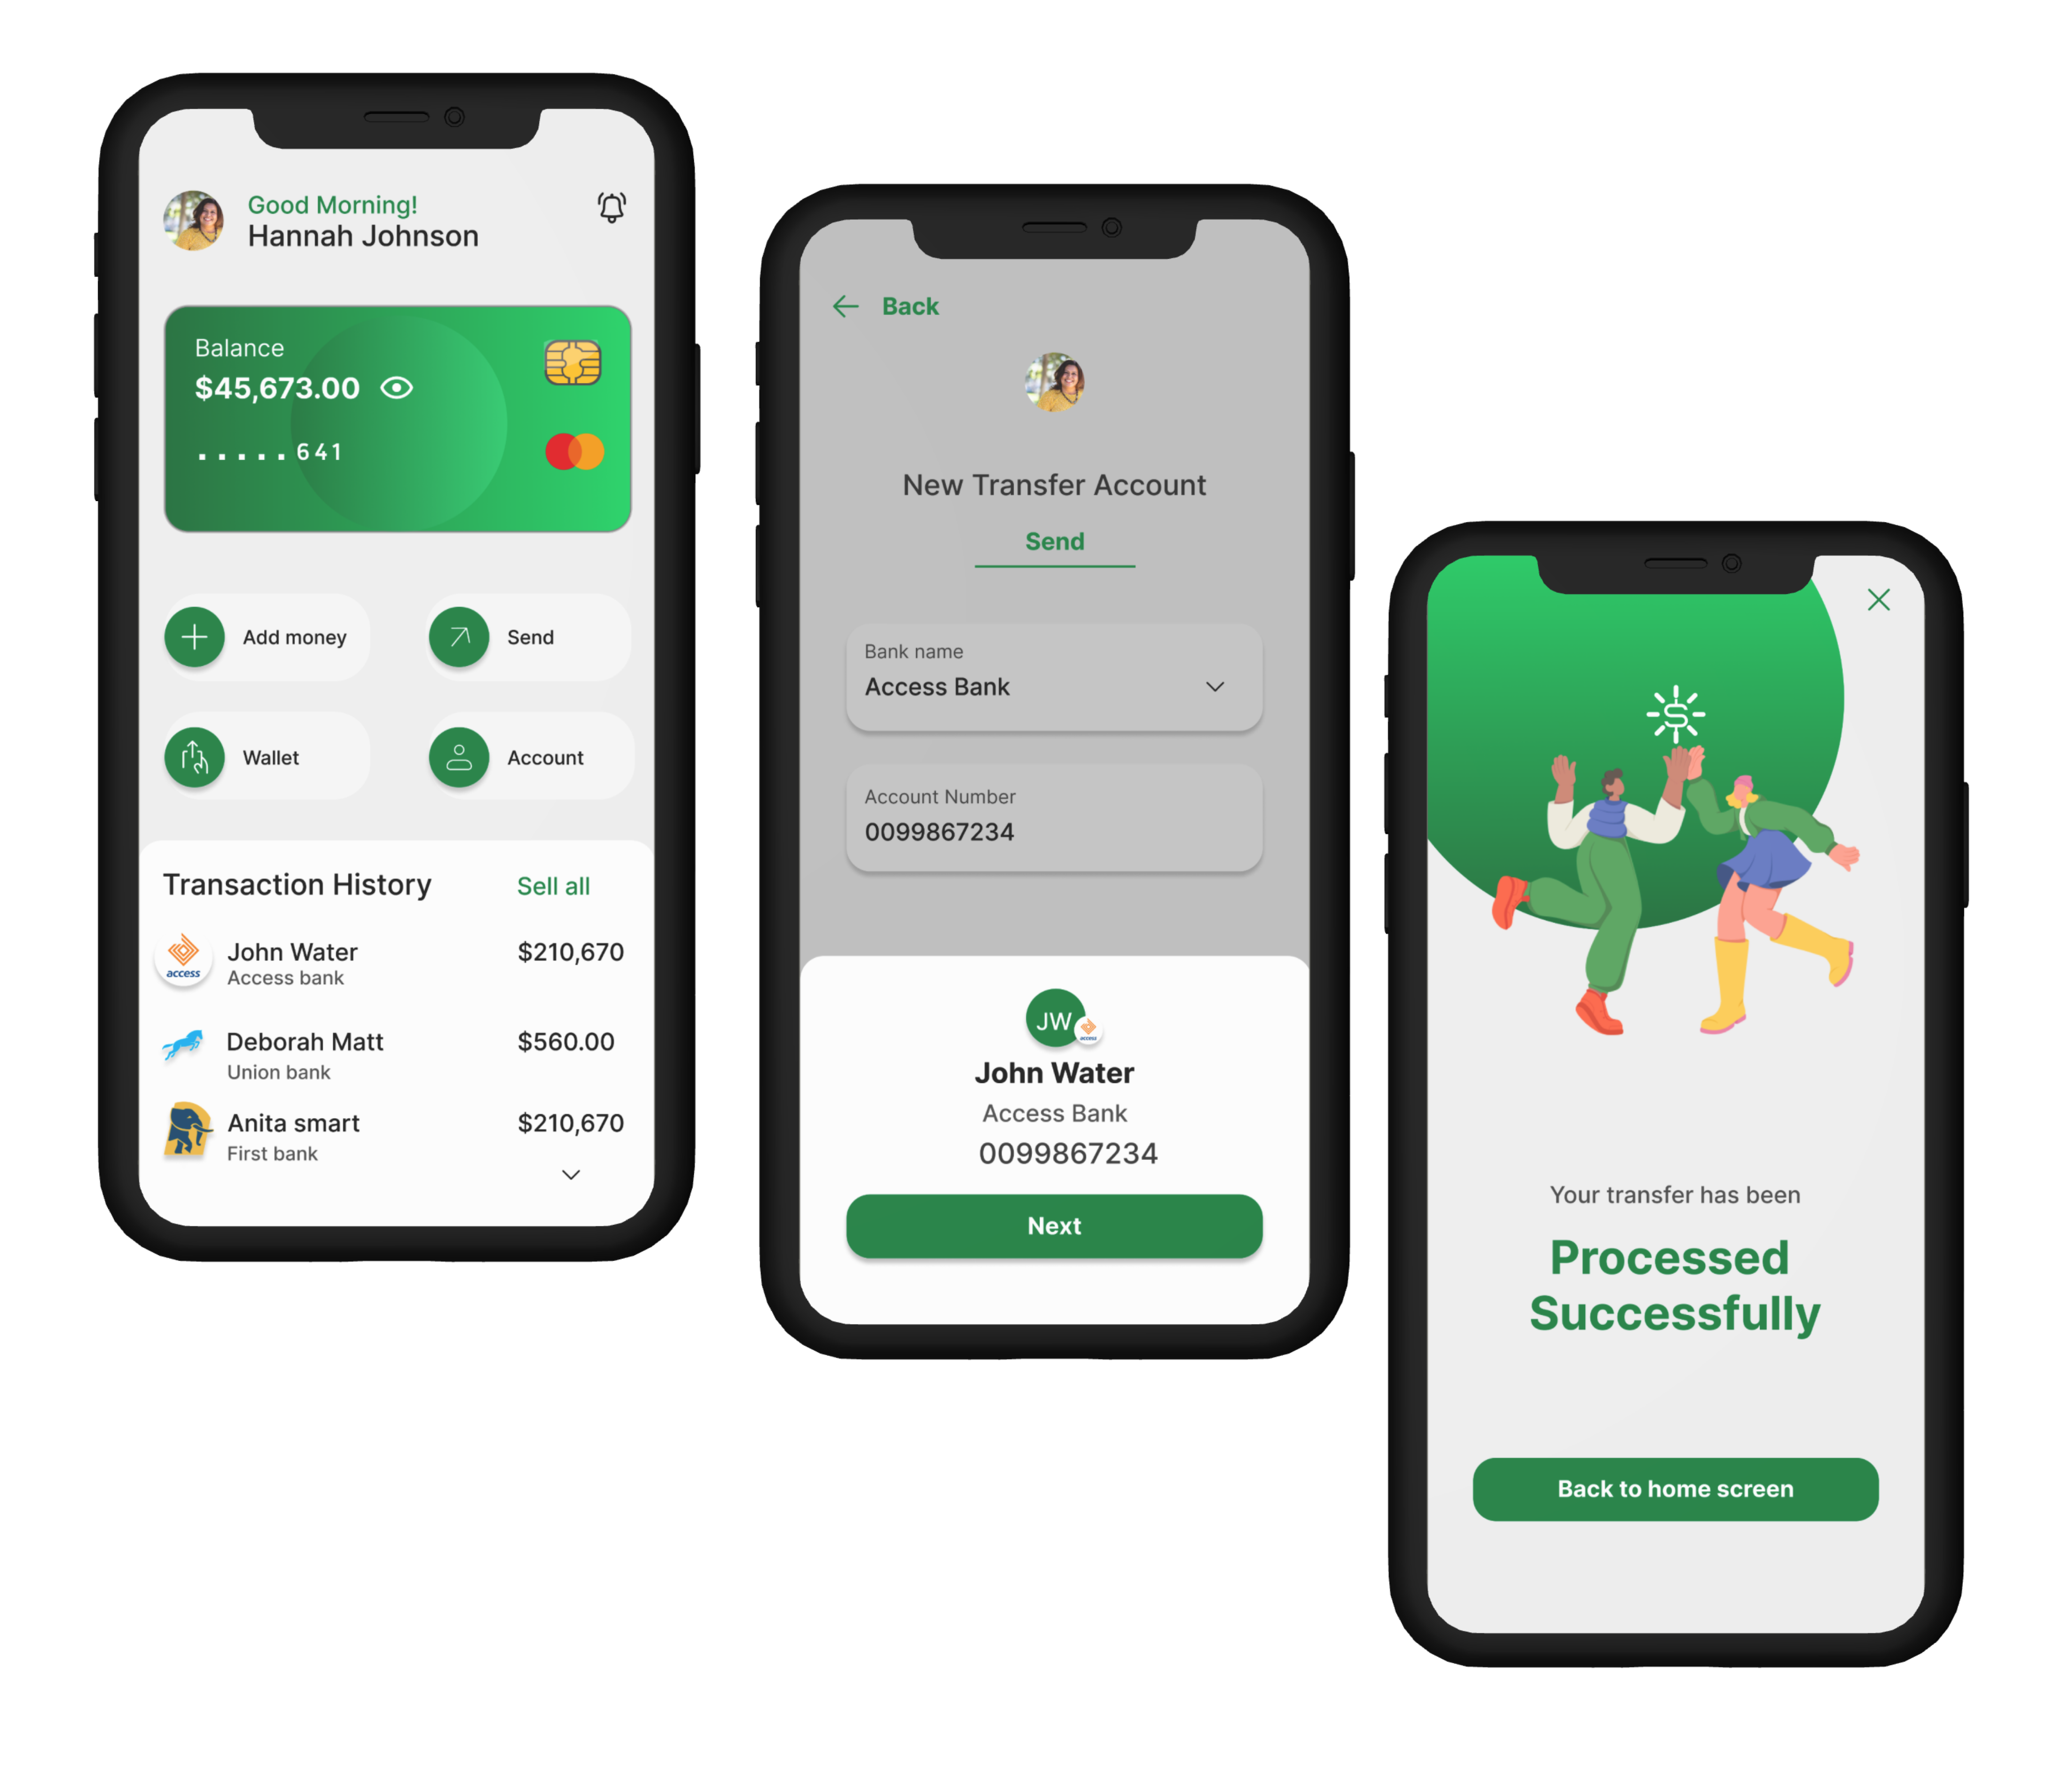 Good Morning!
Hannah Johnson
Balance
$45,673.00
.....641
Add money
Send
Wallet
Account
Transaction History
Sell all
access
John Water
$210,670
Access bank
Deborah Matt
$560.00
Union bank
Anita smart
$210,670
First bank
Back
New Transfer Account
Send
Bank name
Access Bank
Account Number
0099867234
JW
access
John Water
Access Bank
0099867234
Next
$
Your transfer has been
Processed
Successfully
Back to home screen